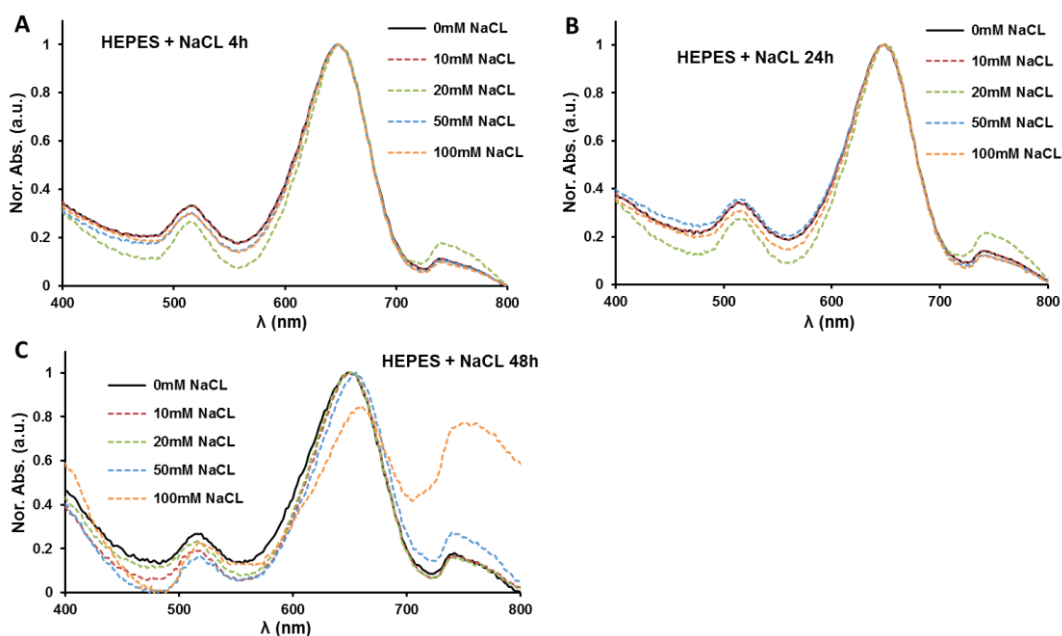 A
HEPES + NaCL 4h
0mM NaCL
10mM NaCL
20mM NaCL
50mM NaCL
100mM NaCL
Nor. Abs. (a.u.)
1
0.8
0.6
0.4
0.2
0
400 500 600 700 800
λ (nm)
B
HEPES + NaCL 24h
0mM NaCL
10mM NaCL
20mM NaCL
50mM NaCL
100mM NaCL
Nor. Abs. (a.u.)
1
0.8
0.6
0.4
0.2
0
400 500 600 700 800
λ (nm)
C
HEPES + NaCL 48h
0mM NaCL
10mM NaCL
20mM NaCL
50mM NaCL
100mM NaCL
Nor. Abs. (a.u.)
1
0.8
0.6
0.4
0.2
0
400 500 600 700 800
λ (nm)